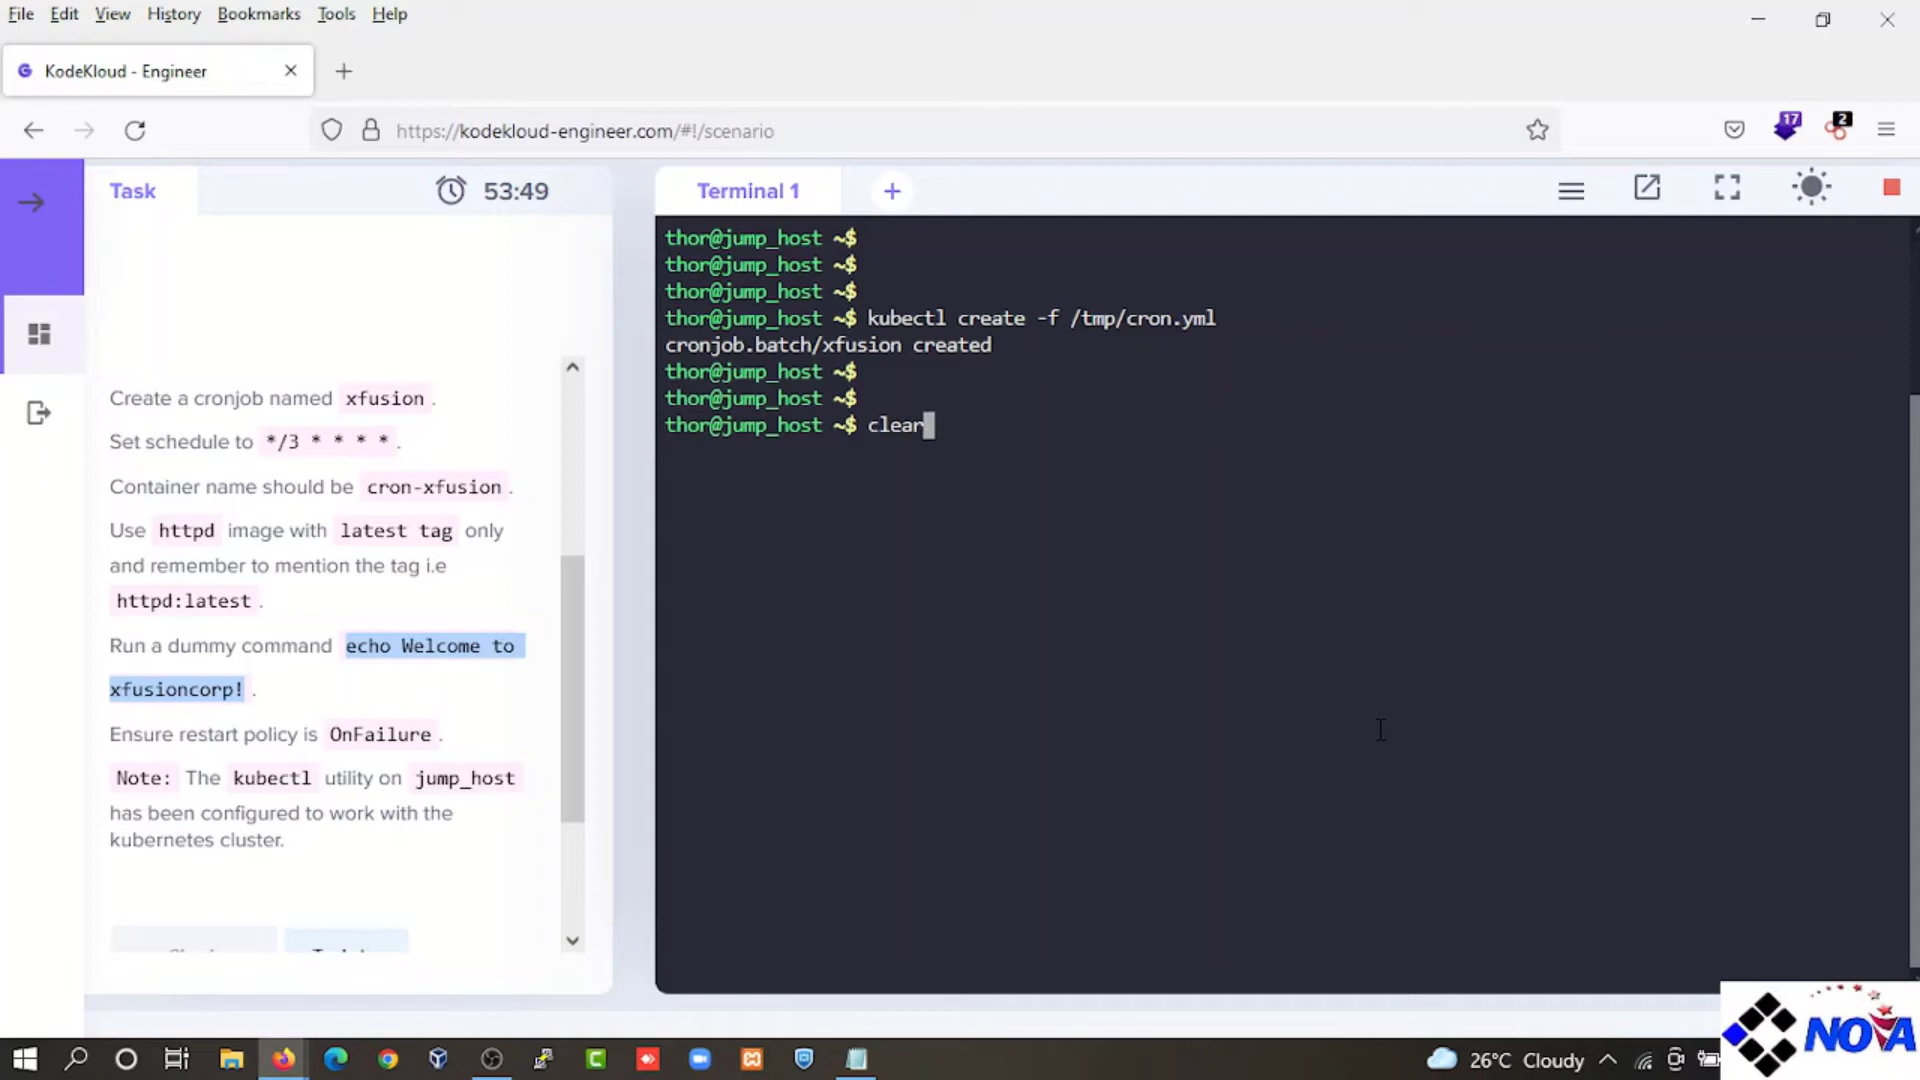 File Edit View History Bookmarks Tools Help
KodeKloud - Engineer
https://kodekloud-engineer.com/#!/scenario
17
2
Task
53:49
Terminal 1
Create a cronjob named xfusion .
Set schedule to */3 * * * * .
Container name should be cron-xfusion .
Use httpd image with latest tag only
and remember to mention the tag i.e
httpd:latest .
Run a dummy command echo Welcome to
xfusioncorp! .
Ensure restart policy is OnFailure .
Note: The kubectl utility on jump_host
has been configured to work with the
kubernetes cluster.
thor@jump_host ~$
thor@jump_host ~$
thor@jump_host ~$
thor@jump_host ~$ kubectl create -f /tmp/cron.yml
cronjob.batch/xfusion created
thor@jump_host ~$
thor@jump_host ~$
thor@jump_host ~$ clear
26°C Cloudy
NOVA